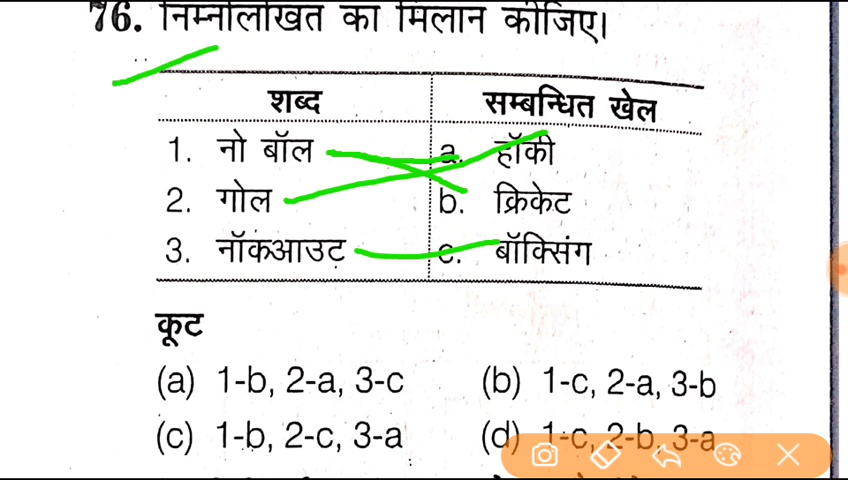 76. निम्नलिखित का मिलान कीजिए।
शब्द सम्बन्धित खेल
1. नो बॉल a. हॉकी
2. गोल b. क्रिकेट
3. नॉकआउट c. बॉक्सिंग
कूट
(a) 1-b, 2-a, 3-c (b) 1-c, 2-a, 3-b
(c) 1-b, 2-c, 3-a (d) 1-c, 2-b, 3-a